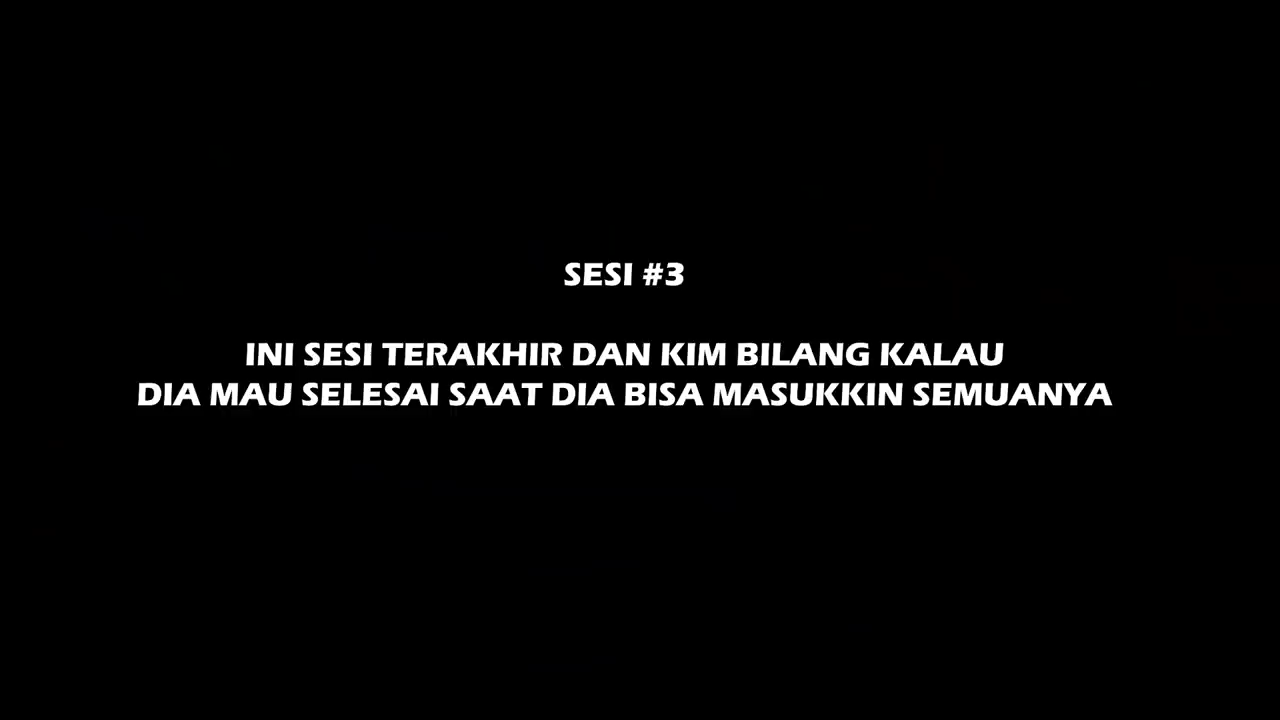 SESI #3
INI SESI TERAKHIR DAN KIM BILANG KALAU
DIA MAU SELESAI SAAT DIA BISA MASUKKIN SEMUANYA